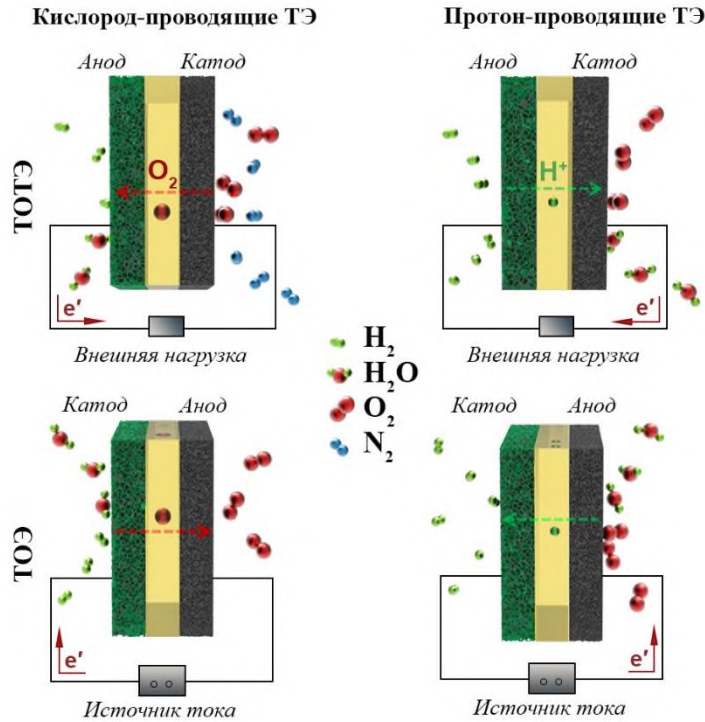 Кислород-проводящие ТЭ
Протон-проводящие ТЭ
Анод
Катод
Анод
Катод
ТОТЭ
O₂
H⁺
e′
e′
Внешняя нагрузка
Внешняя нагрузка
H₂
H₂O
O₂
N₂
Катод
Анод
Катод
Анод
ТОЭ
e′
e′
Источник тока
Источник тока